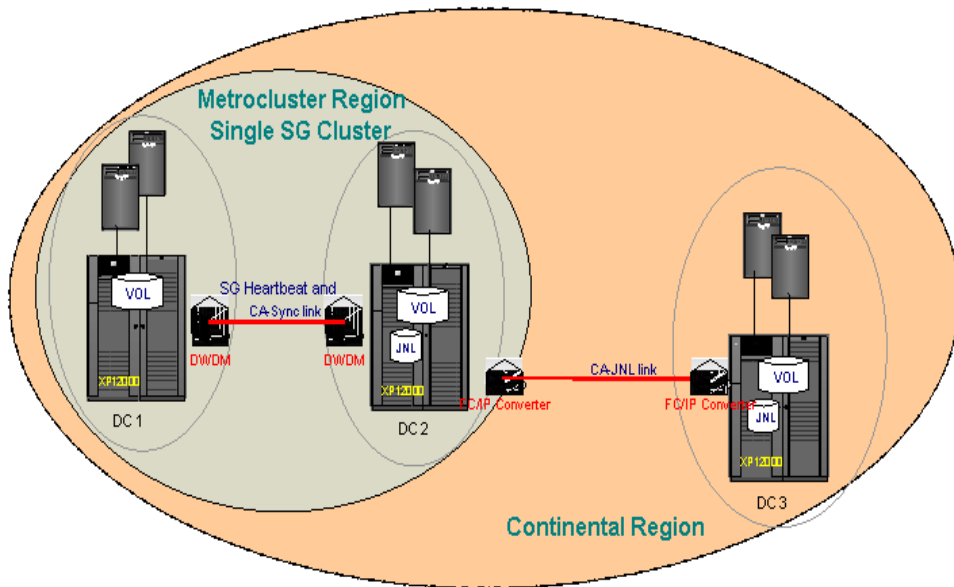 Metrocluster Region
Single SG Cluster
SG Heartbeat and
CA-Sync link
VOL
XP12000
DC 1
DWDM
DWDM
VOL
JNL
XP12000
DC 2
FC/IP Converter
CA-JNL link
FC/IP Converter
VOL
JNL
XP12000
DC 3
Continental Region